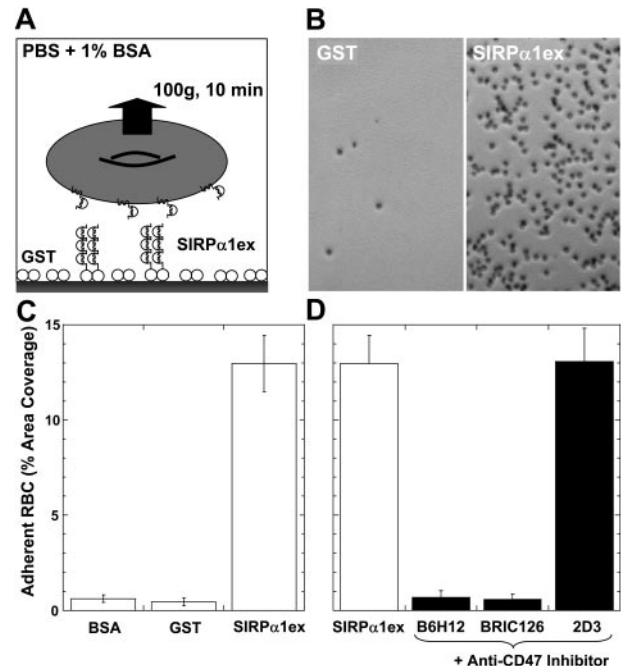 A
PBS + 1% BSA
100g, 10 min
GST
SIRPα1ex
B
GST
SIRPα1ex
C
D
Adherent RBC (% Area Coverage)
15
10
5
0
BSA
GST
SIRPα1ex
SIRPα1ex
B6H12
BRIC126
2D3
+ Anti-CD47 Inhibitor